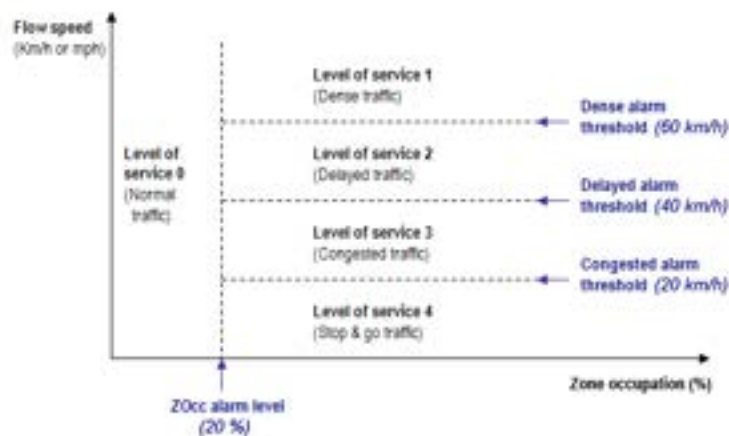 Flow speed
(Km/h or mph)
Level of service 1
(Dense traffic)
Dense alarm
threshold (60 km/h)
Level of
service 0
(Normal
traffic)
Level of service 2
(Delayed traffic)
Delayed alarm
threshold (40 km/h)
Level of service 3
(Congested traffic)
Congested alarm
threshold (20 km/h)
Level of service 4
(Stop & go traffic)
Zone occupation (%)
ZOcc alarm level
(20 %)